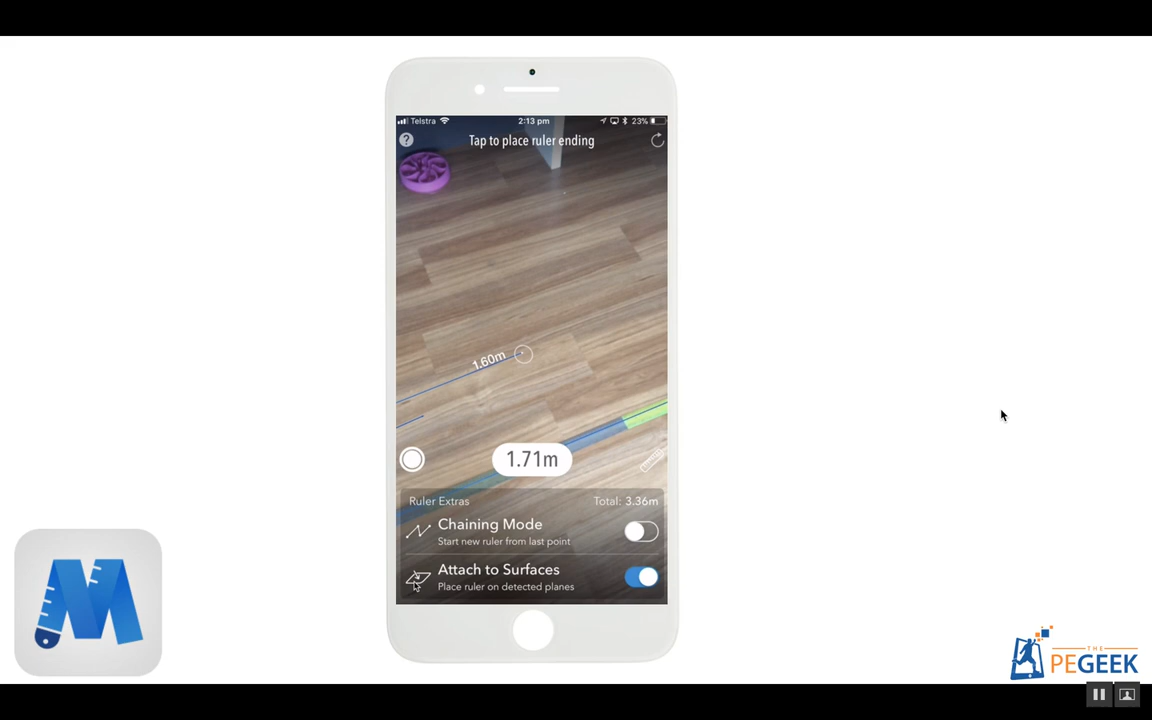 Telstra 2:13 pm 23%
? Tap to place ruler ending
1.60m
1.71m
Ruler Extras Total: 3.36m
Chaining Mode
Start new ruler from last point
Attach to Surfaces
Place ruler on detected planes
M
THE
PEGEEK